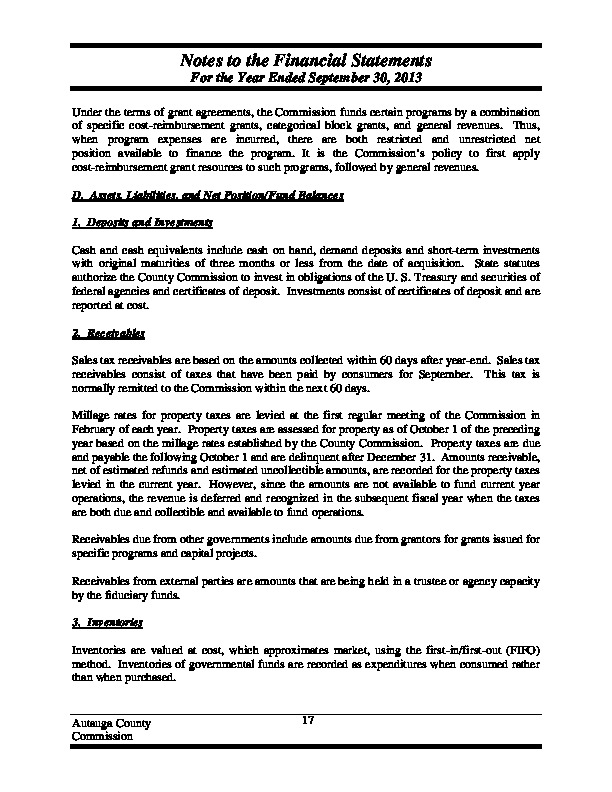 Notes to the Financial Statements
For the Year Ended September 30, 2013
Under the terms of grant agreements, the Commission funds certain programs by a combination
of specific cost-reimbursement grants, categorical block grants, and general revenues. Thus,
when program expenses are incurred, there are both restricted and unrestricted net
position available to finance the program. It is the Commission's policy to first apply
cost-reimbursement grant resources to such programs, followed by general revenues.
D. Assets, Liabilities, and Net Position/Fund Balances
1. Deposits and Investments
Cash and cash equivalents include cash on hand, demand deposits and short-term investments
with original maturities of three months or less from the date of acquisition. State statutes
authorize the County Commission to invest in obligations of the U. S. Treasury and securities of
federal agencies and certificates of deposit. Investments consist of certificates of deposit and are
reported at cost.
2. Receivables
Sales tax receivables are based on the amounts collected within 60 days after year-end. Sales tax
receivables consist of taxes that have been paid by consumers for September. This tax is
normally remitted to the Commission within the next 60 days.
Millage rates for property taxes are levied at the first regular meeting of the Commission in
February of each year. Property taxes are assessed for property as of October 1 of the preceding
year based on the millage rates established by the County Commission. Property taxes are due
and payable the following October 1 and are delinquent after December 31. Amounts receivable,
net of estimated refunds and estimated uncollectible amounts, are recorded for the property taxes
levied in the current year. However, since the amounts are not available to fund current year
operations, the revenue is deferred and recognized in the subsequent fiscal year when the taxes
are both due and collectible and available to fund operations.
Receivables due from other governments include amounts due from grantors for grants issued for
specific programs and capital projects.
Receivables from external parties are amounts that are being held in a trustee or agency capacity
by the fiduciary funds.
3. Inventories
Inventories are valued at cost, which approximates market, using the first-in/first-out (FIFO)
method. Inventories of governmental funds are recorded as expenditures when consumed rather
than when purchased.
Autauga County 17
Commission